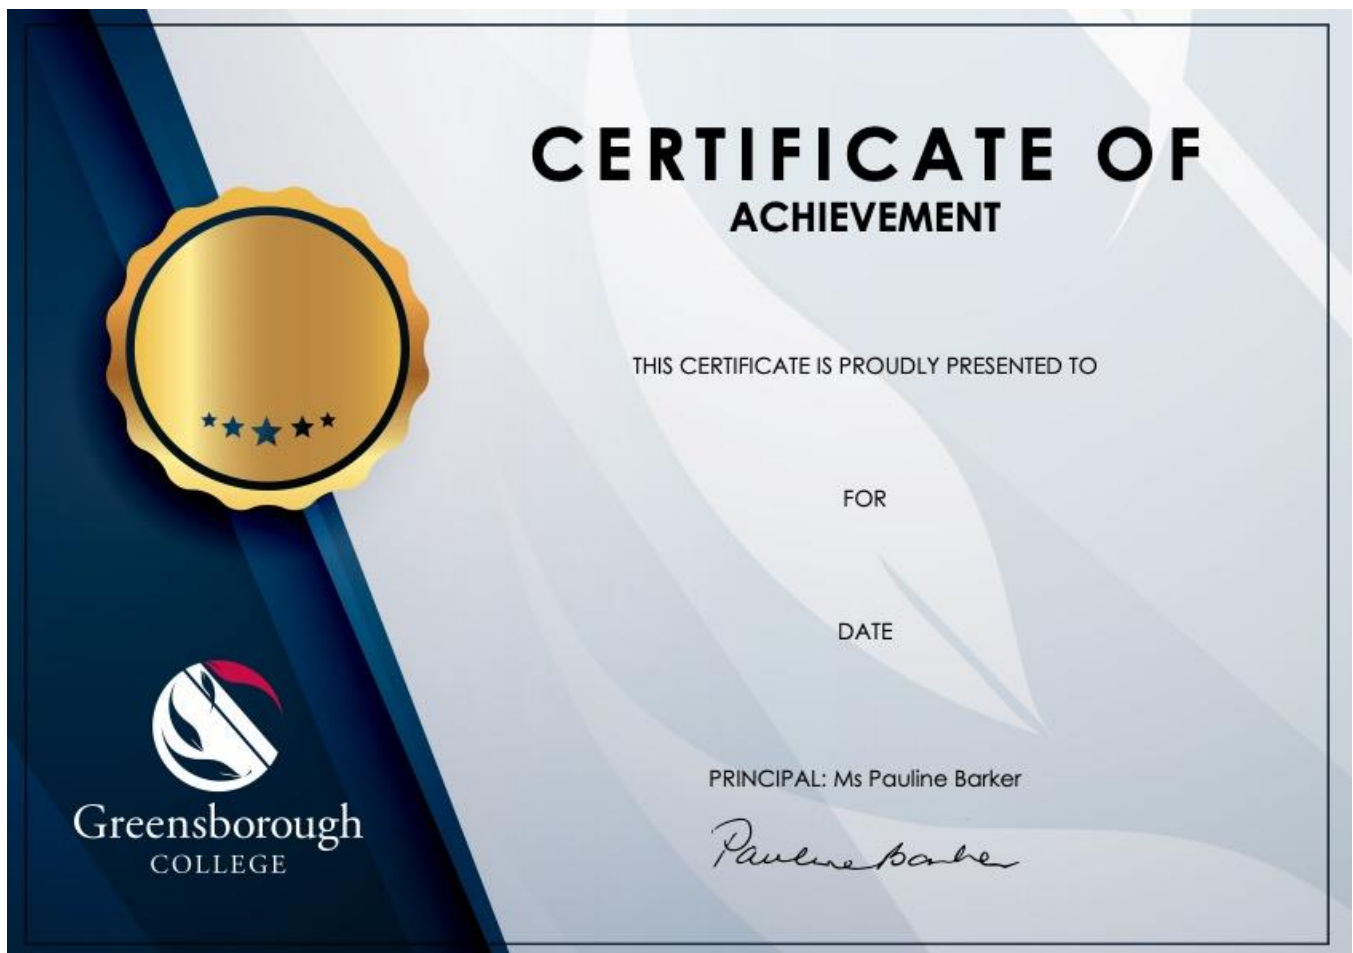 CERTIFICATE OF
ACHIEVEMENT
THIS CERTIFICATE IS PROUDLY PRESENTED TO
FOR
DATE
PRINCIPAL: Ms Pauline Barker
Pauline Barker
Greensborough
COLLEGE